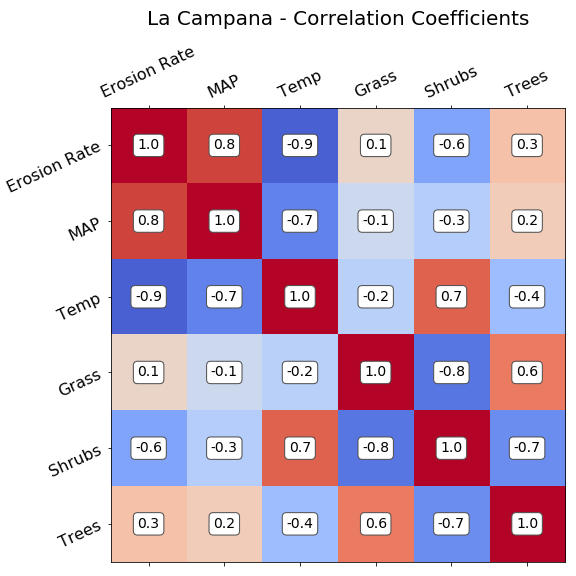 La Campana - Correlation Coefficients
Erosion Rate MAP Temp Grass Shrubs Trees
Erosion Rate 1.0 0.8 -0.9 0.1 -0.6 0.3
MAP 0.8 1.0 -0.7 -0.1 -0.3 0.2
Temp -0.9 -0.7 1.0 -0.2 0.7 -0.4
Grass 0.1 -0.1 -0.2 1.0 -0.8 0.6
Shrubs -0.6 -0.3 0.7 -0.8 1.0 -0.7
Trees 0.3 0.2 -0.4 0.6 -0.7 1.0